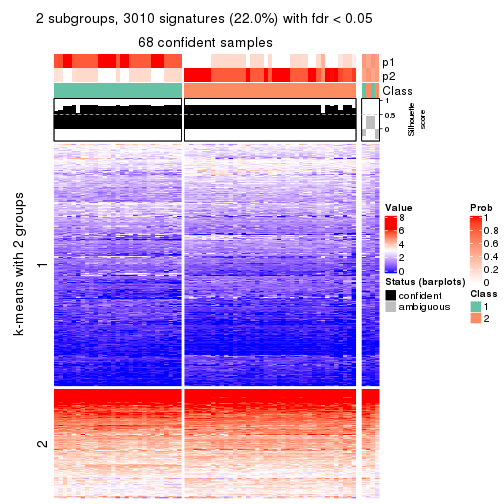 2 subgroups, 3010 signatures (22.0%) with fdr < 0.05
68 confident samples
p1
p2
Class
1
0.5
0
Silhouette
score
k-means with 2 groups
1
2
Value
8
6
4
2
0
Status (barplots)
confident
ambiguous
Prob
1
0.8
0.6
0.4
0.2
0
Class
1
2